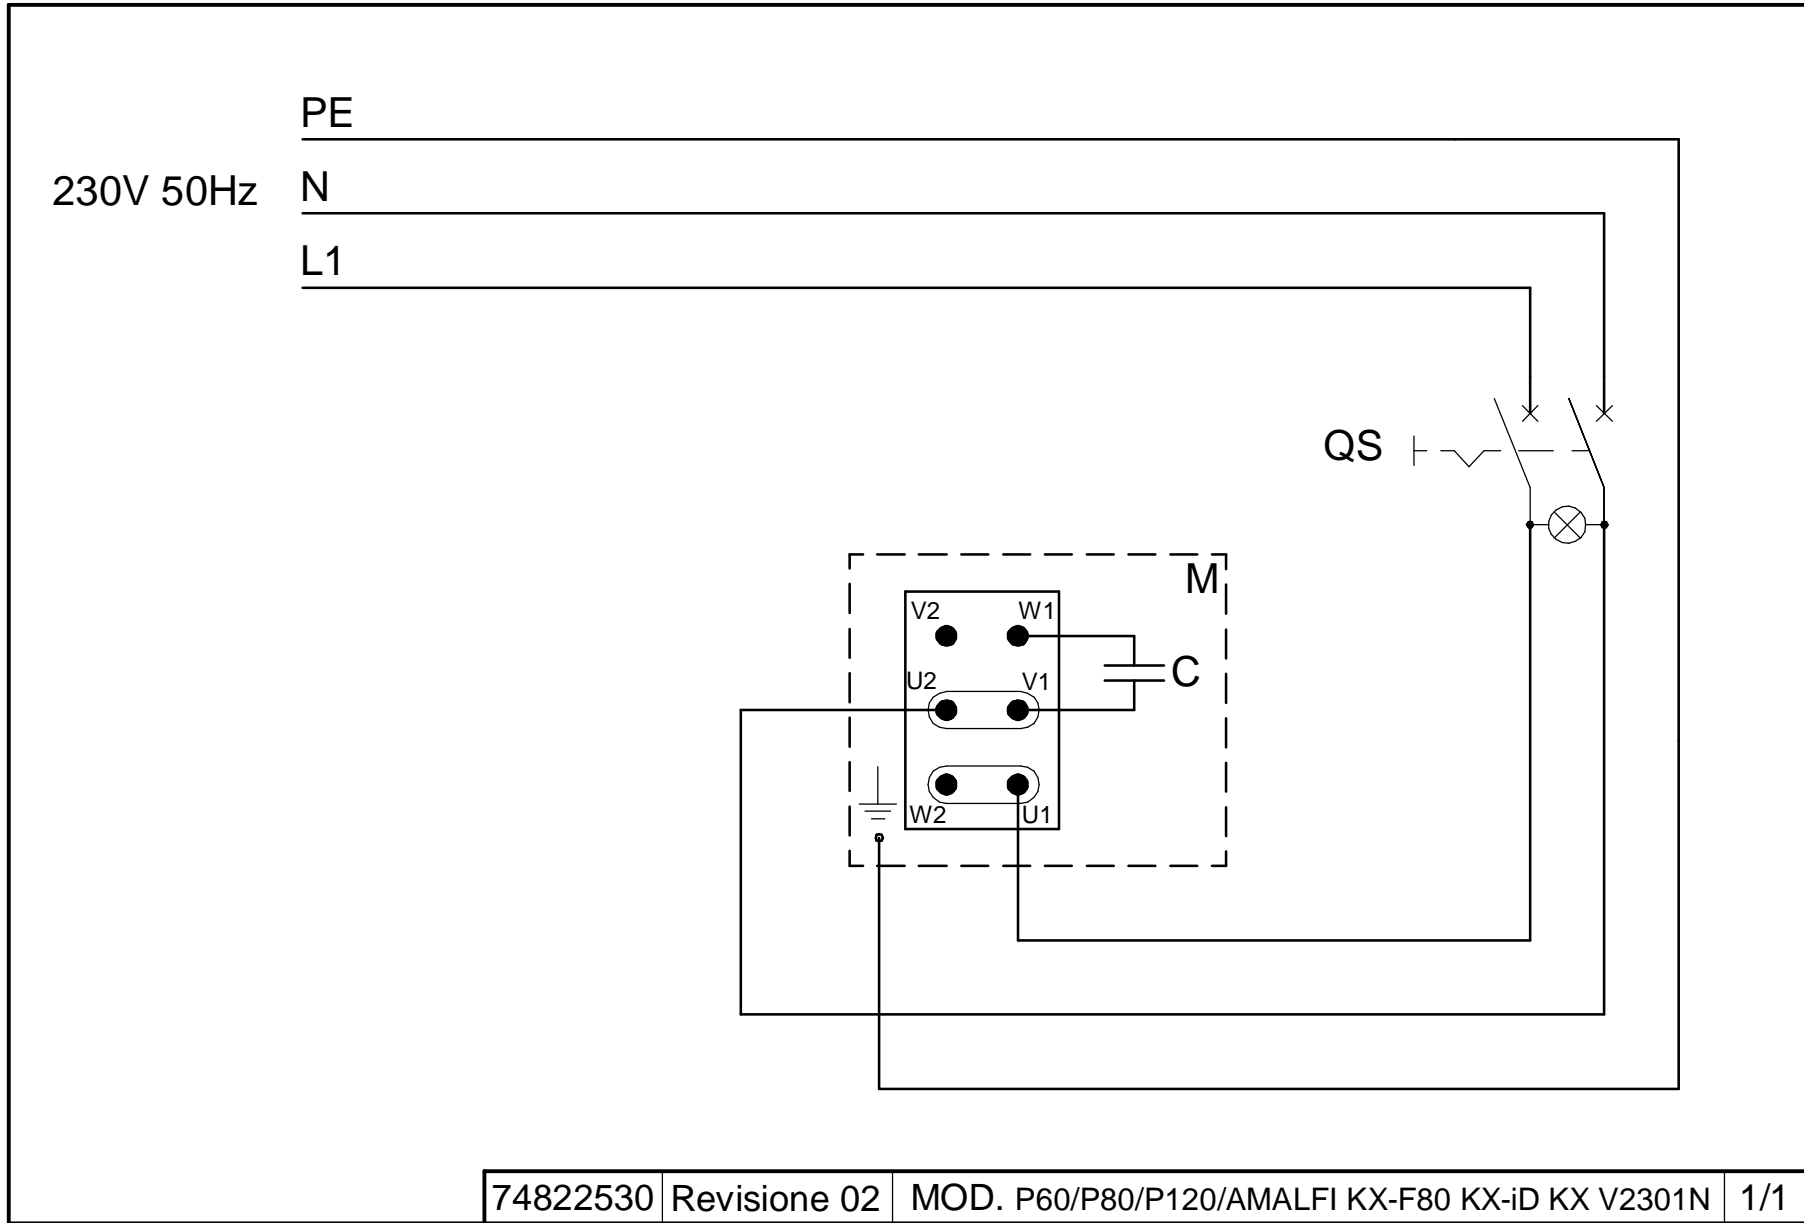 PE
230V 50Hz
N
L1
QS
M
V2 W1
U2 V1
C
W2 U1
74822530 Revisione 02 MOD. P60/P80/P120/AMALFI KX-F80 KX-iD KX V2301N 1/1